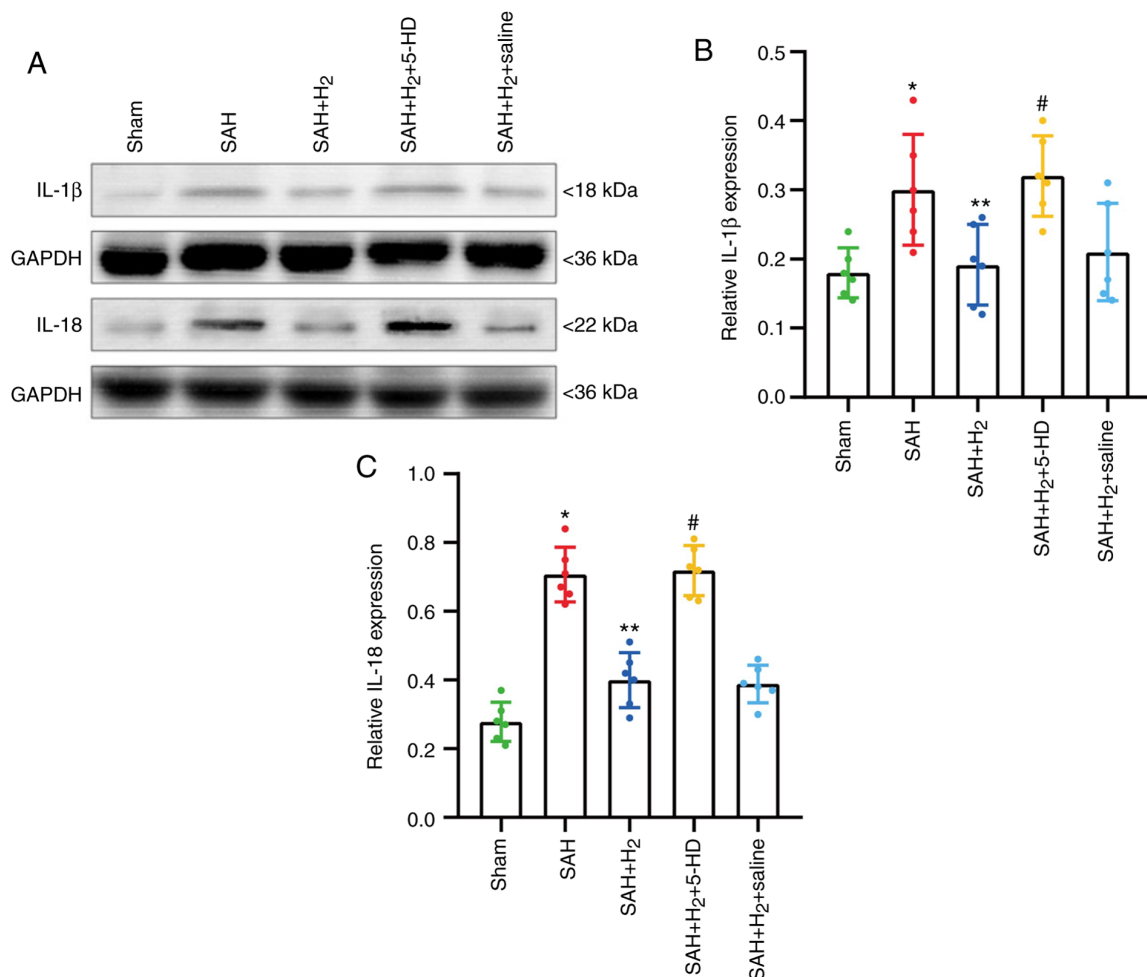 A
Sham
SAH
SAH+H2
SAH+H2+5-HD
SAH+H2+saline
IL-1β
<18 kDa
GAPDH
<36 kDa
IL-18
<22 kDa
GAPDH
<36 kDa
B
Relative IL-1β expression
0.5
0.4
0.3
0.2
0.1
0.0
*
**
#
Sham
SAH
SAH+H2
SAH+H2+5-HD
SAH+H2+saline
C
Relative IL-18 expression
1.0
0.8
0.6
0.4
0.2
0.0
*
**
#
Sham
SAH
SAH+H2
SAH+H2+5-HD
SAH+H2+saline